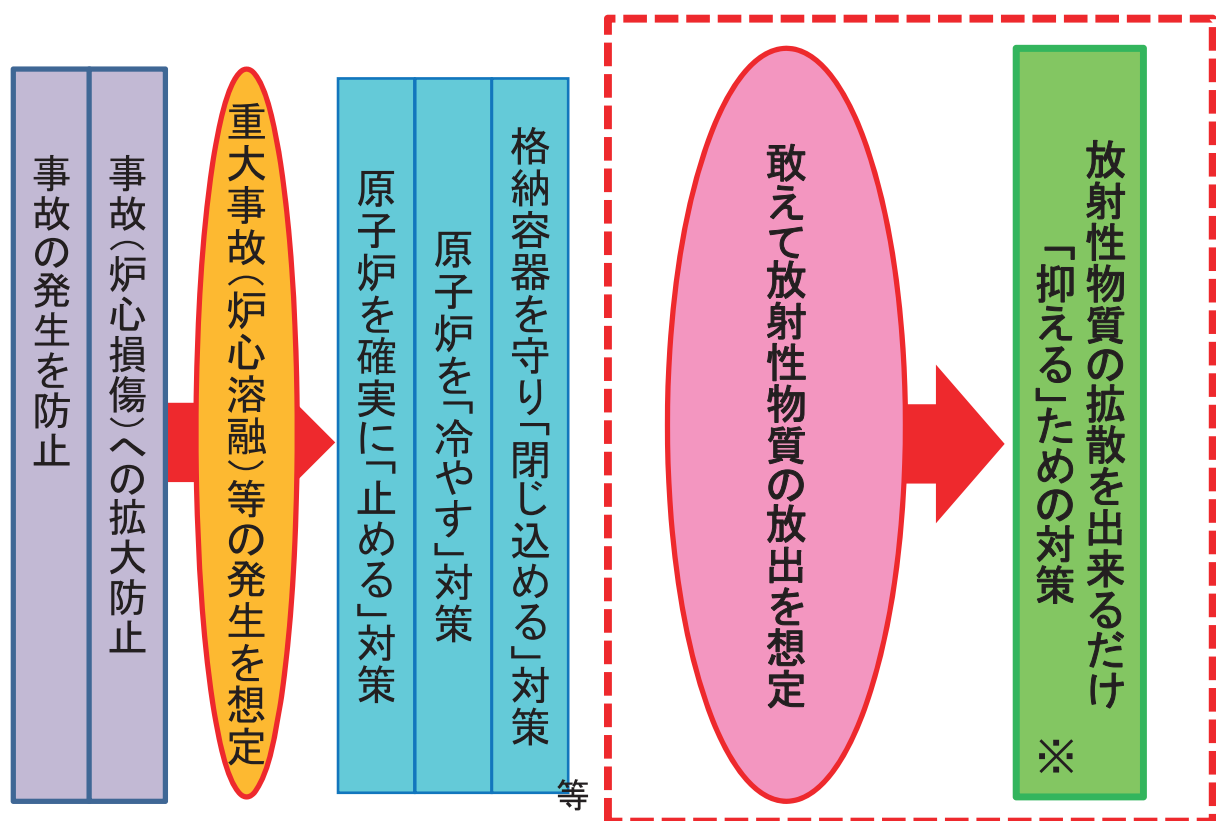 事故の発生を防止
事故（炉心損傷）への拡大防止
重大事故（炉心溶融）等の発生を想定
原子炉を確実に「止める」対策
原子炉を「冷やす」対策
格納容器を守り「閉じ込める」対策
等
敢えて放射性物質の放出を想定
放射性物質の拡散を出来るだけ
「抑える」ための対策
※